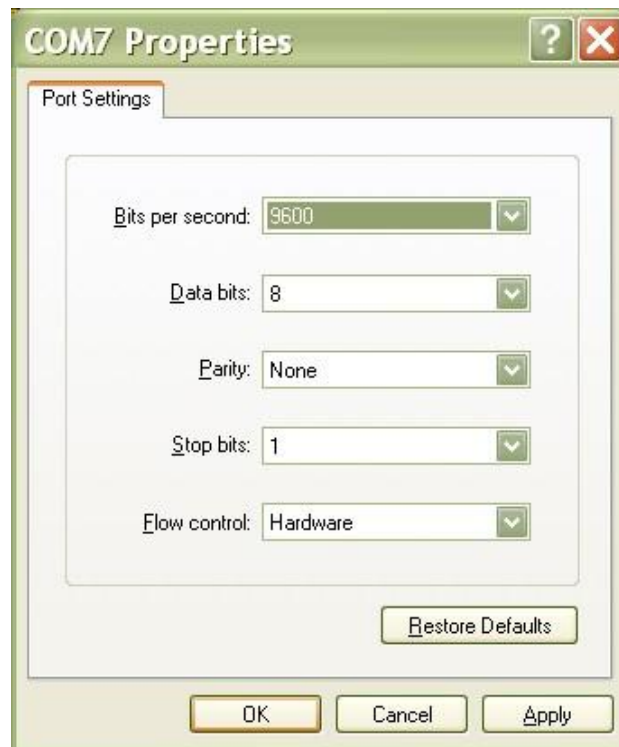 COM7 Properties
Port Settings
Bits per second: 9600
Data bits: 8
Parity: None
Stop bits: 1
Flow control: Hardware
Restore Defaults
OK Cancel Apply